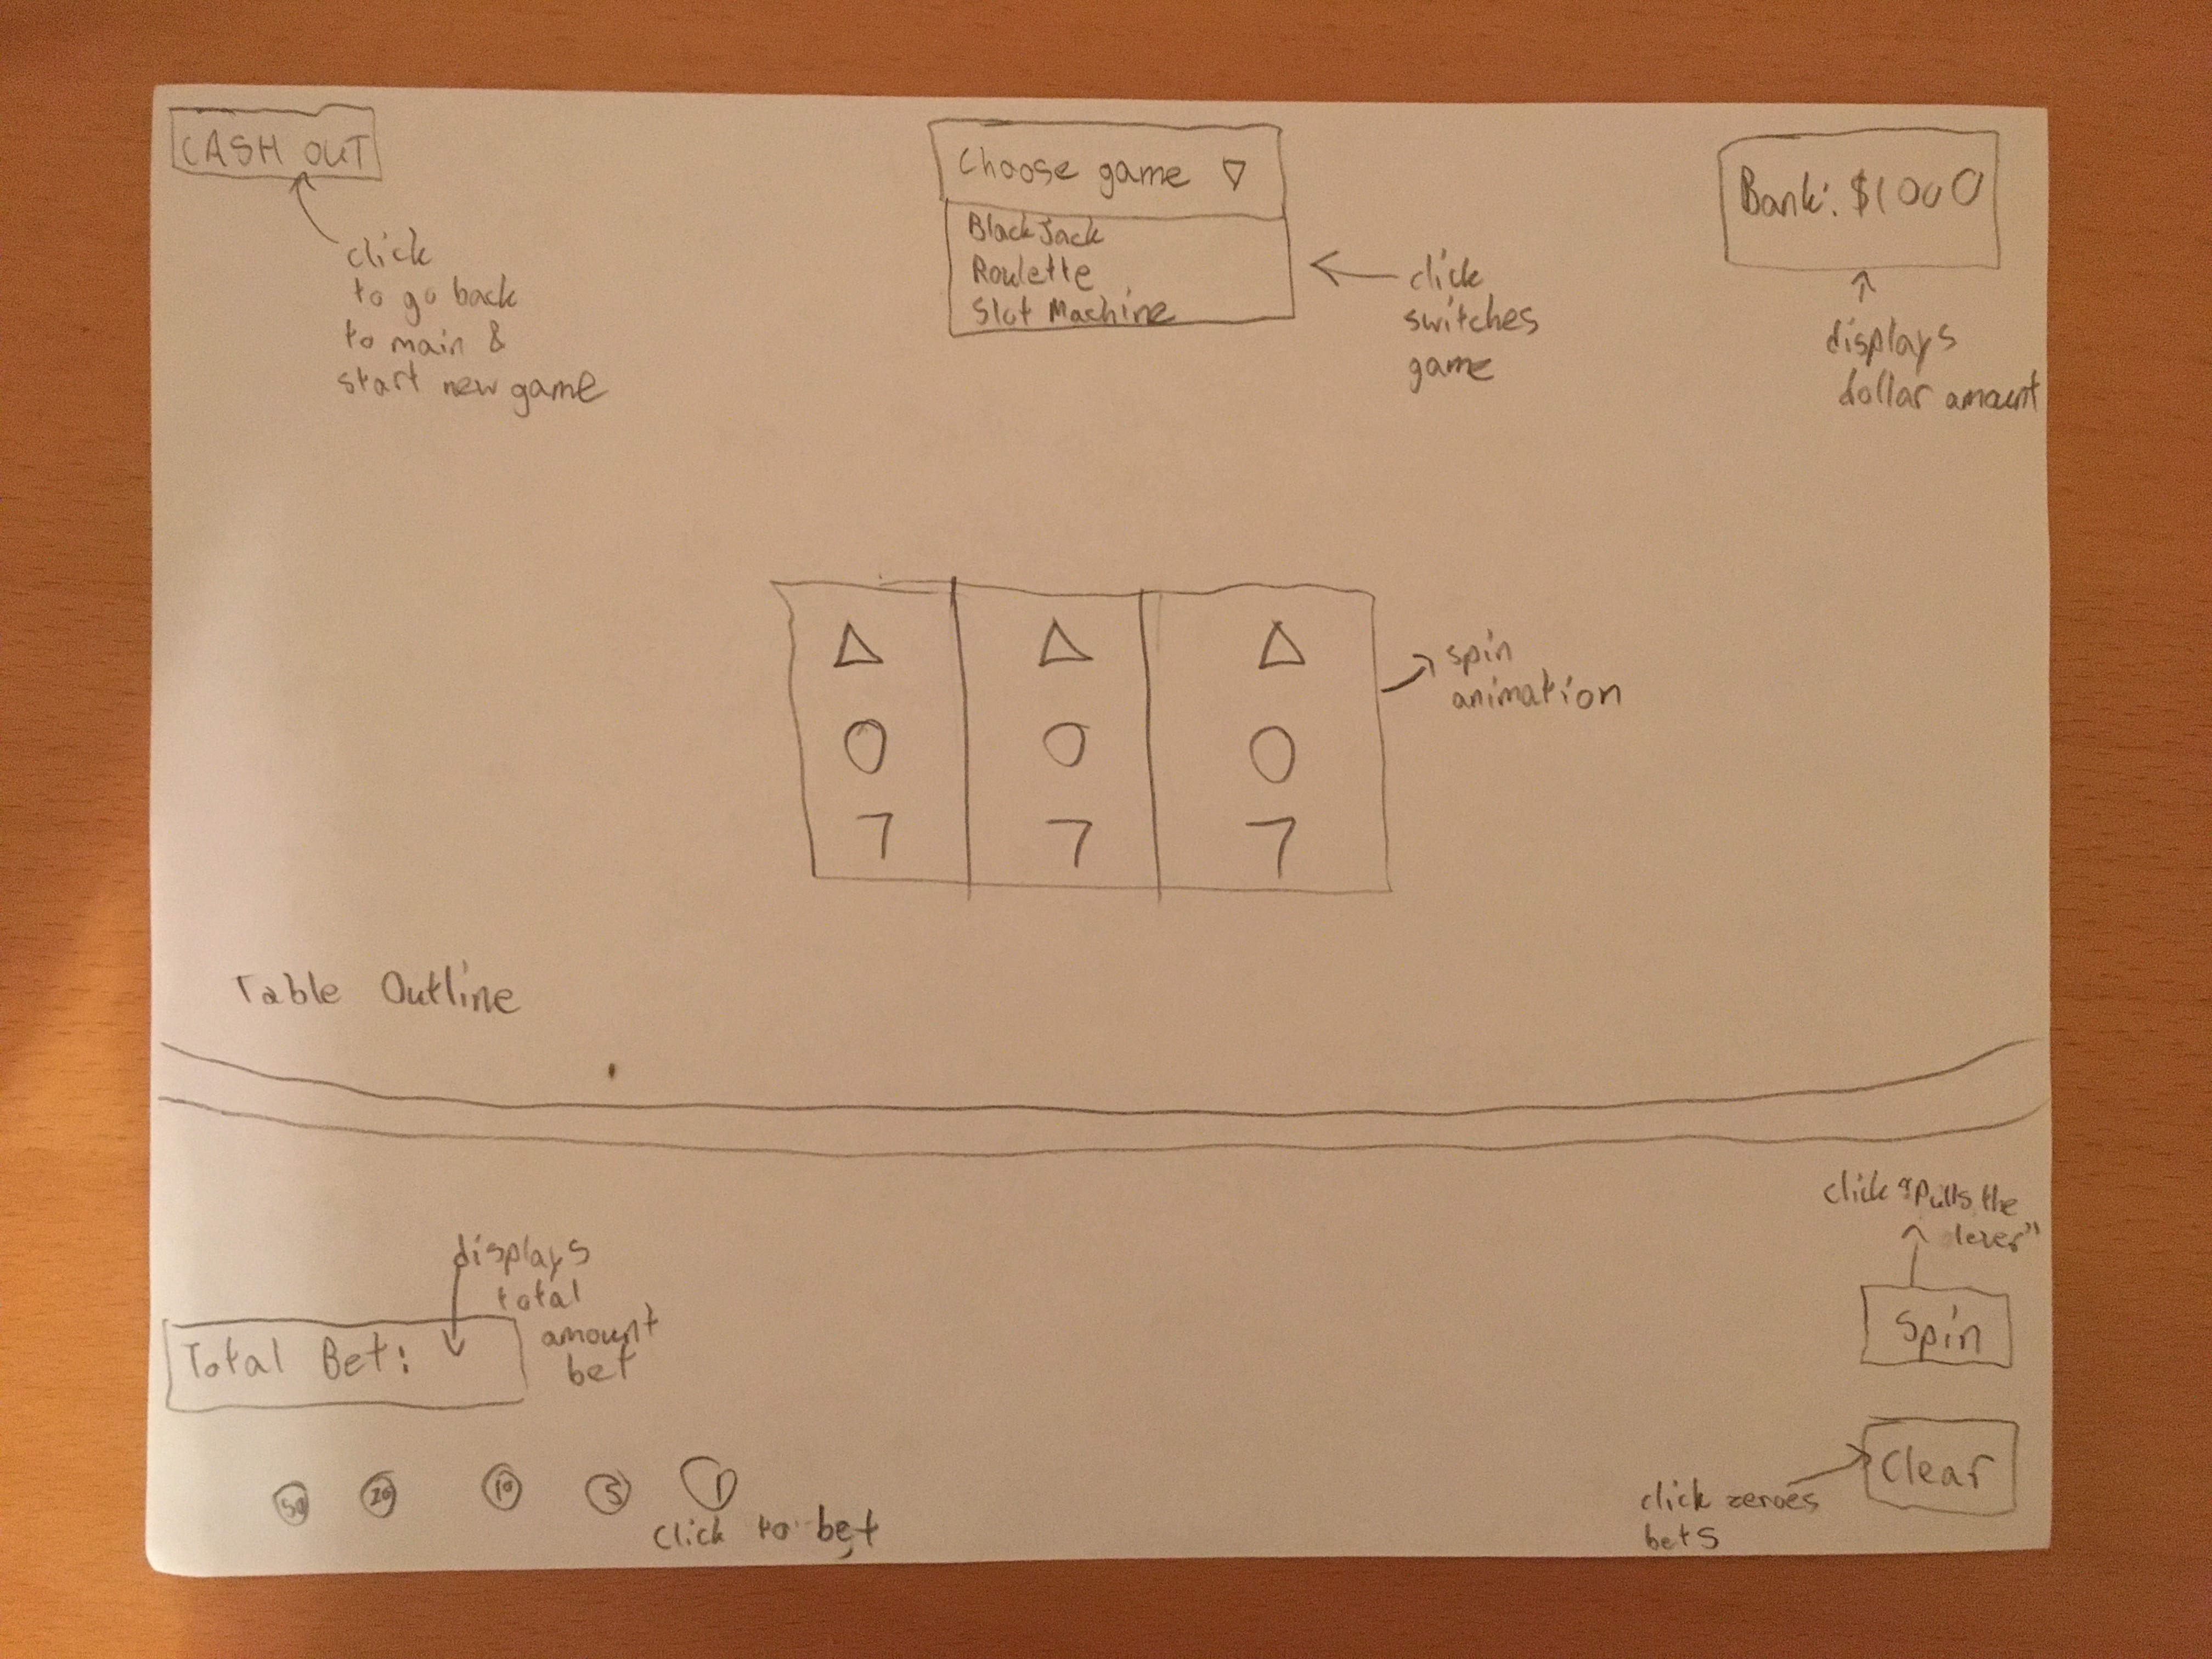 CASH OUT
click
to go back
to main &
start new game
Choose game ▽
BlackJack
Roulette
Slot Machine
click
switches
game
Bank: $1000
displays
dollar amount
△ △ △
O O O
7 7 7
spin
animation
Table Outline
displays
total
amount
bet
Total Bet:
click "pulls the
lever"
Spin
Clear
click zeroes
bets
50 10 5 1
click to bet